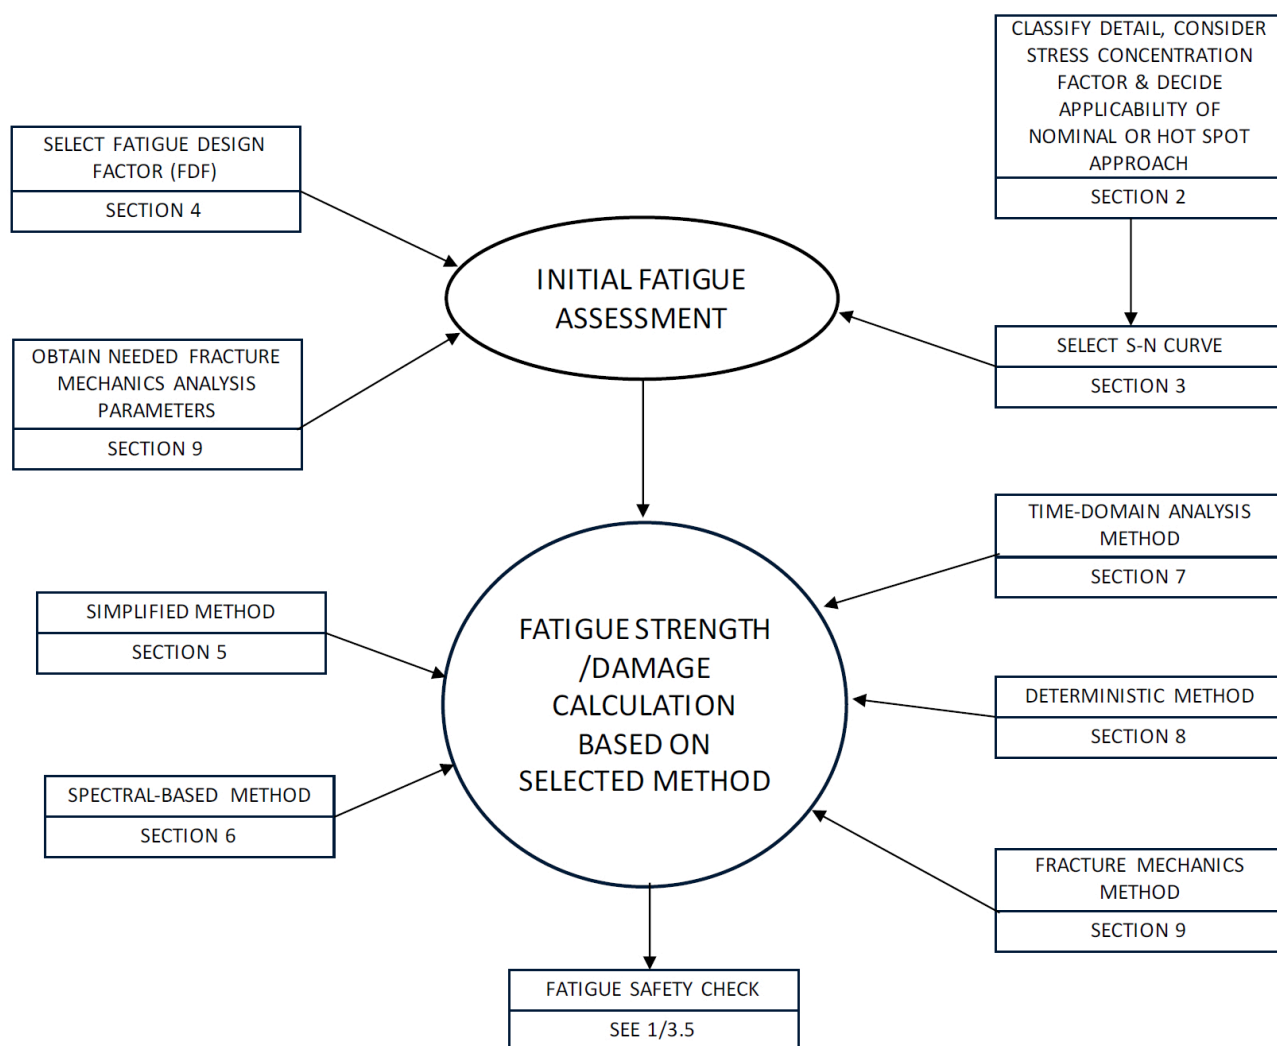 CLASSIFY DETAIL, CONSIDER
STRESS CONCENTRATION
FACTOR & DECIDE
APPLICABILITY OF
NOMINAL OR HOT SPOT
APPROACH
SECTION 2
SELECT FATIGUE DESIGN
FACTOR (FDF)
SECTION 4
INITIAL FATIGUE
ASSESSMENT
OBTAIN NEEDED FRACTURE
MECHANICS ANALYSIS
PARAMETERS
SECTION 9
SELECT S-N CURVE
SECTION 3
TIME-DOMAIN ANALYSIS
METHOD
SECTION 7
SIMPLIFIED METHOD
SECTION 5
FATIGUE STRENGTH
/DAMAGE
CALCULATION
BASED ON
SELECTED METHOD
DETERMINISTIC METHOD
SECTION 8
SPECTRAL-BASED METHOD
SECTION 6
FRACTURE MECHANICS
METHOD
SECTION 9
FATIGUE SAFETY CHECK
SEE 1/3.5